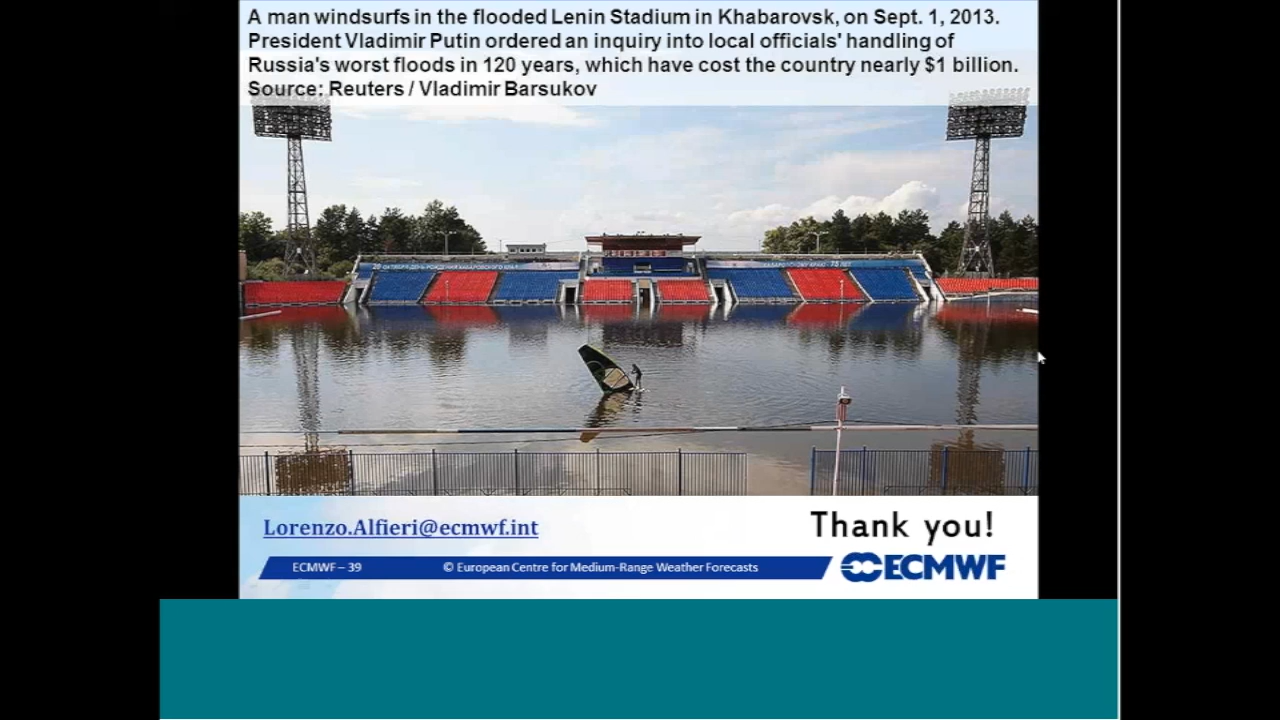 A man windsurfs in the flooded Lenin Stadium in Khabarovsk, on Sept. 1, 2013.
President Vladimir Putin ordered an inquiry into local officials' handling of
Russia's worst floods in 120 years, which have cost the country nearly $1 billion.
Source: Reuters / Vladimir Barsukov
Lorenzo.Alfieri@ecmwf.int
Thank you!
ECMWF – 39
© European Centre for Medium-Range Weather Forecasts
ECMWF